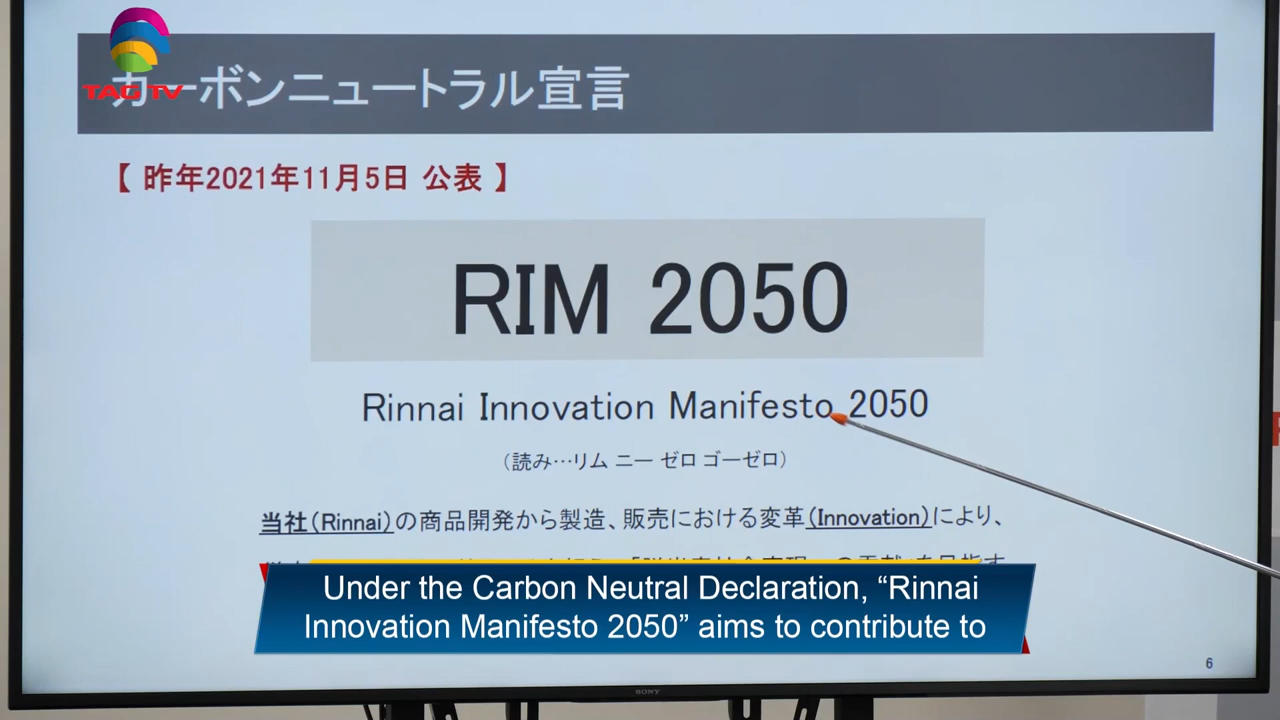 TAG TV
カーボンニュートラル宣言
【 昨年2021年11月5日 公表 】
RIM 2050
Rinnai Innovation Manifesto 2050
（読み…リム ニー ゼロ ゴーゼロ）
当社（Rinnai）の商品開発から製造、販売における変革（Innovation）により、
Under the Carbon Neutral Declaration, “Rinnai
Innovation Manifesto 2050” aims to contribute to
6
SONY